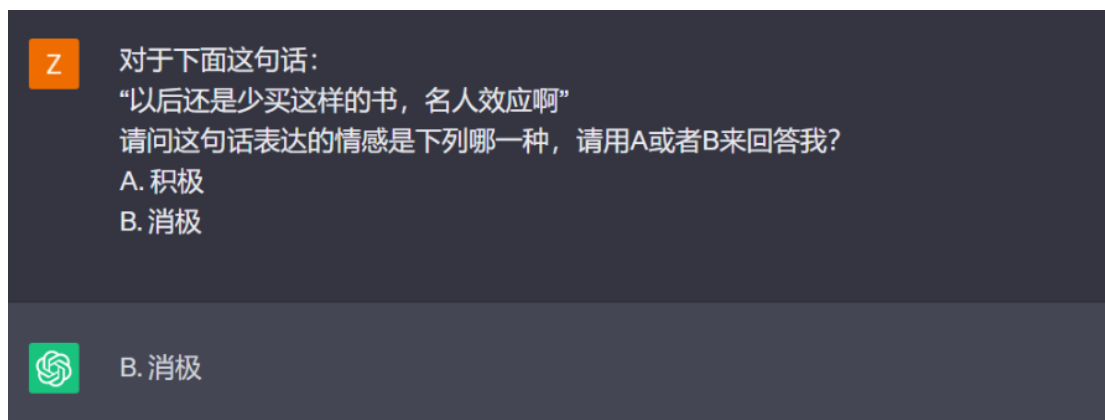 Z
对于下面这句话：
“以后还是少买这样的书，名人效应啊”
请问这句话表达的情感是下列哪一种，请用A或者B来回答我？
A. 积极
B. 消极
B. 消极